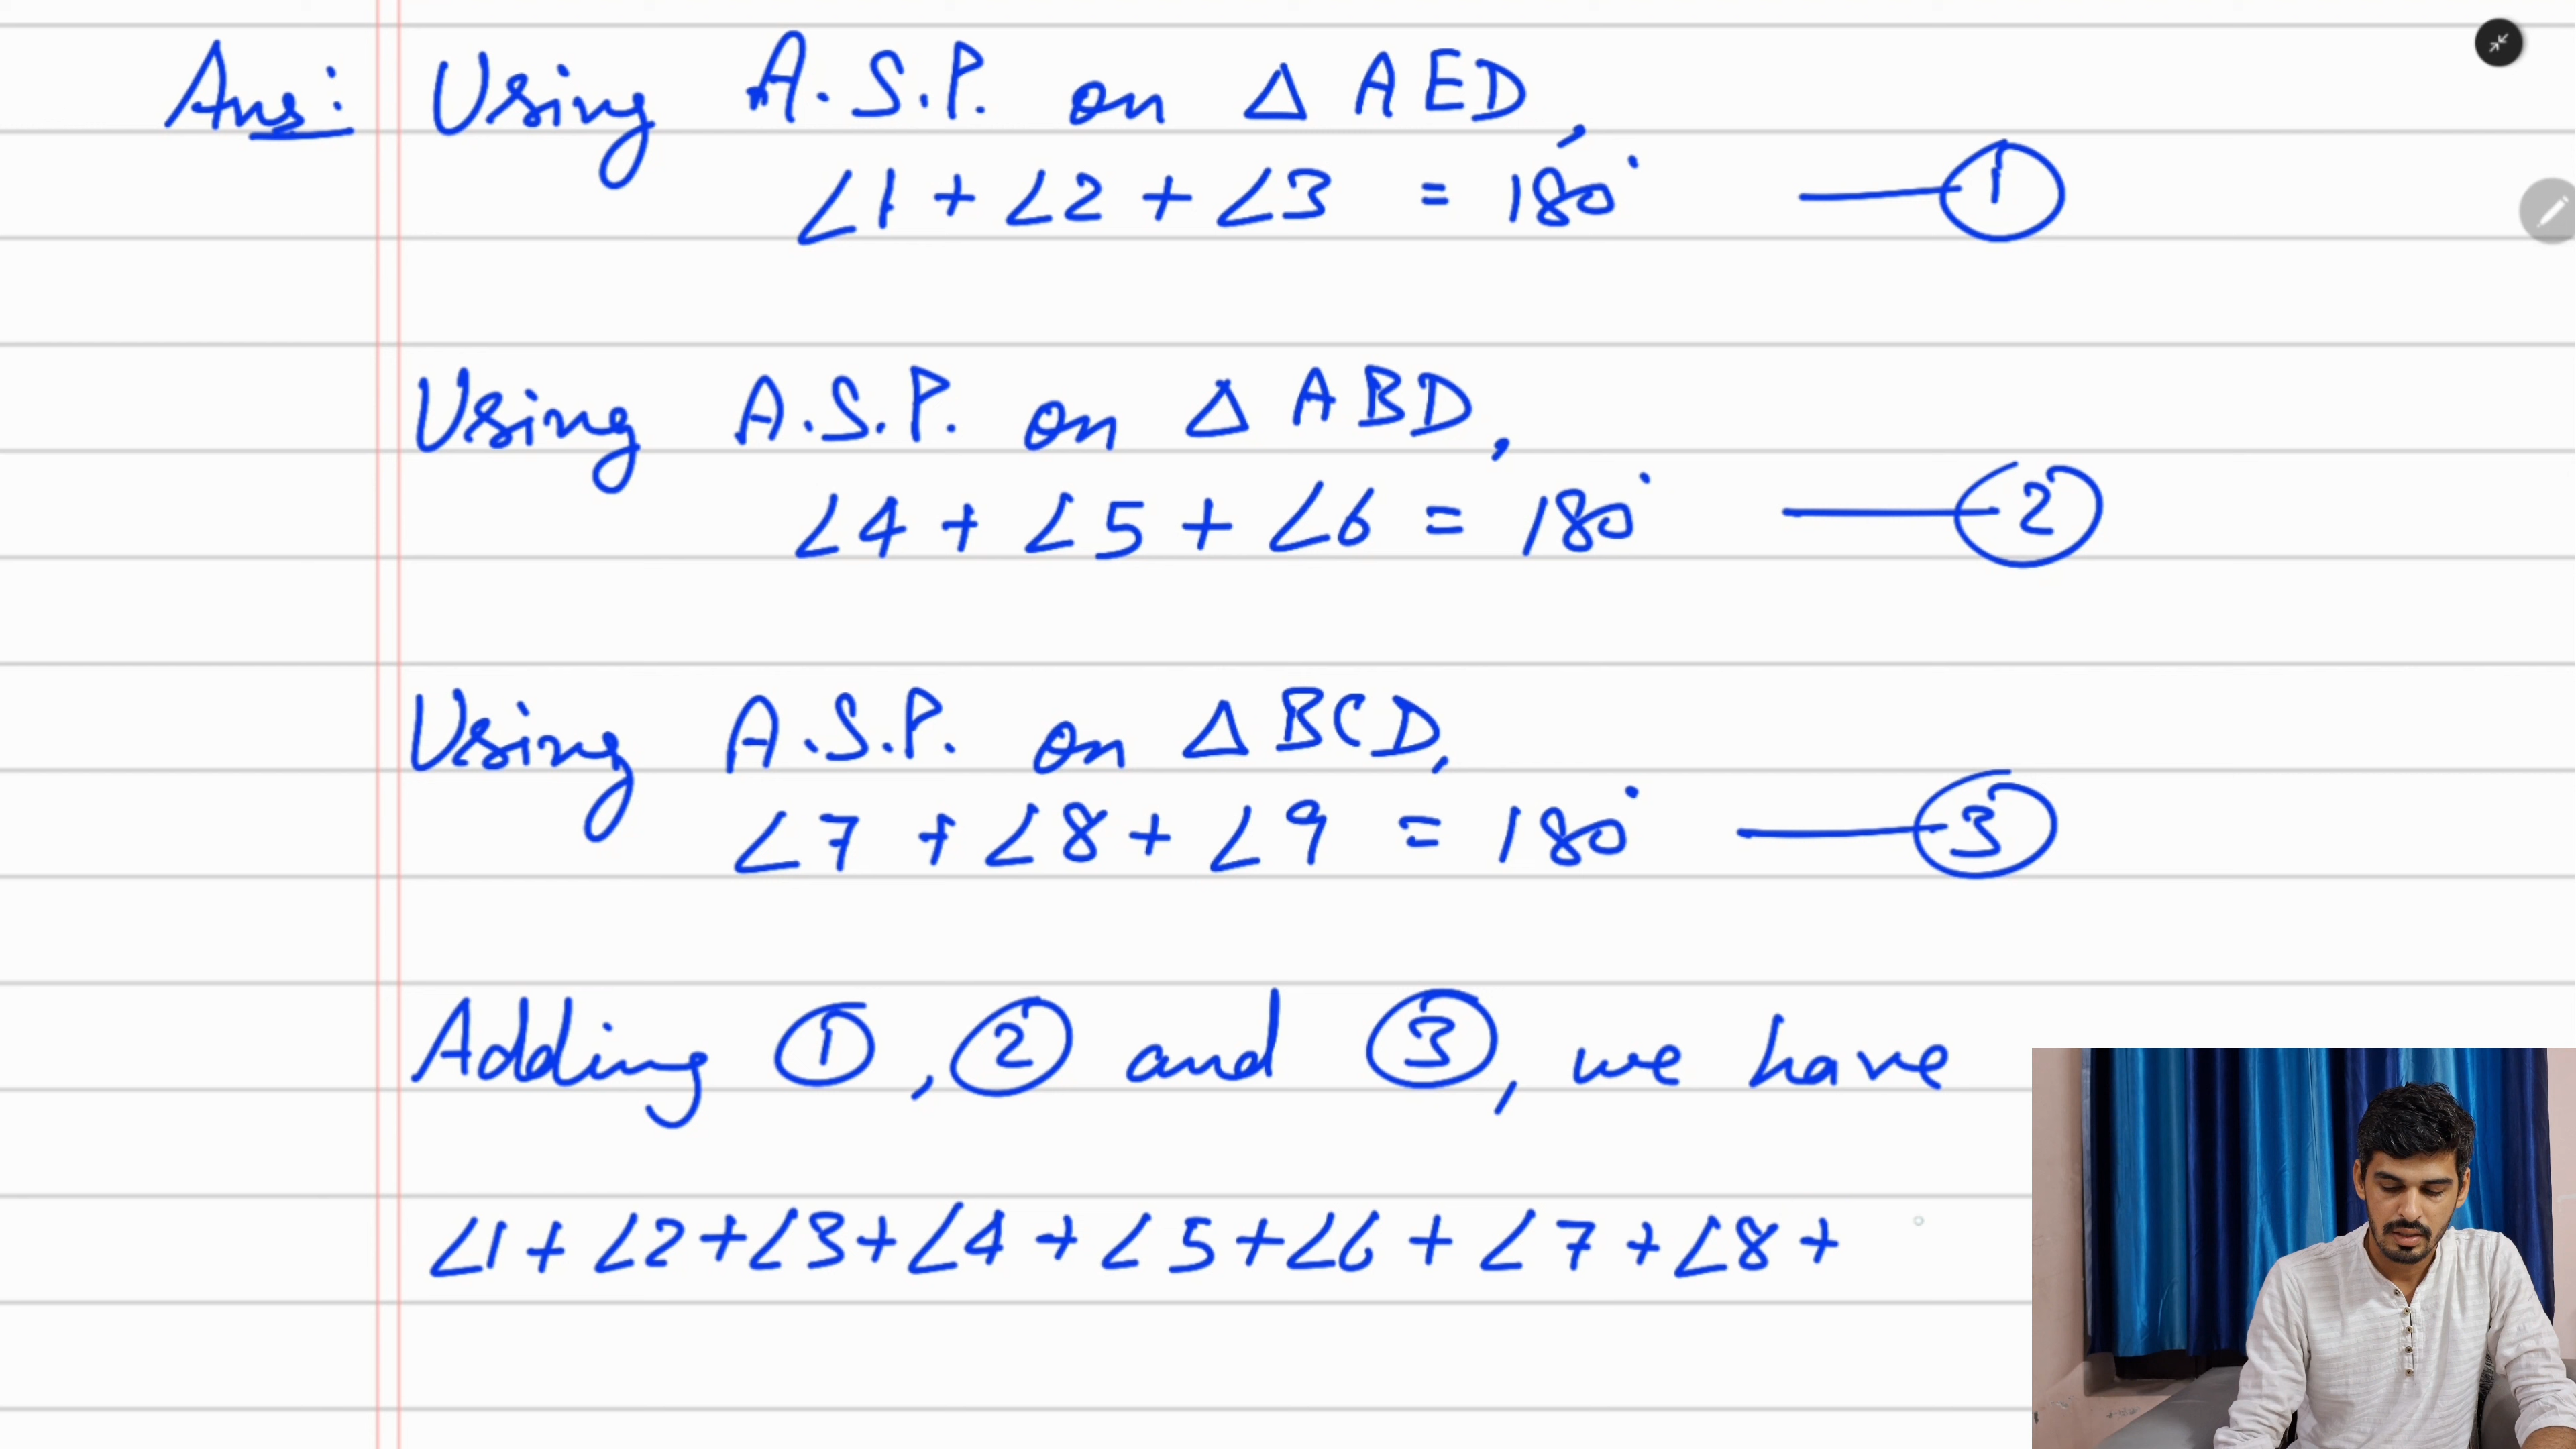 Ans: Using A.S.P. on △ AED,
∠1 + ∠2 + ∠3 = 180° — ①
Using A.S.P. on △ ABD,
∠4 + ∠5 + ∠6 = 180° — ②
Using A.S.P. on △ BCD,
∠7 + ∠8 + ∠9 = 180° — ③
Adding ①, ② and ③, we have
∠1 + ∠2 + ∠3 + ∠4 + ∠5 + ∠6 + ∠7 + ∠8 +